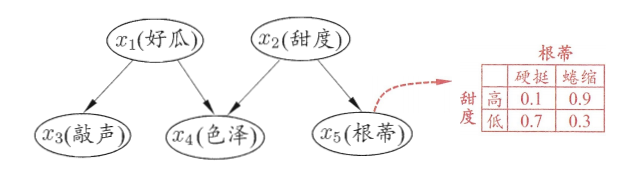 x₁(好瓜) x₂(甜度)
x₃(敲声) x₄(色泽) x₅(根蒂)
根蒂
硬挺 蜷缩
甜度
高 0.1 0.9
低 0.7 0.3